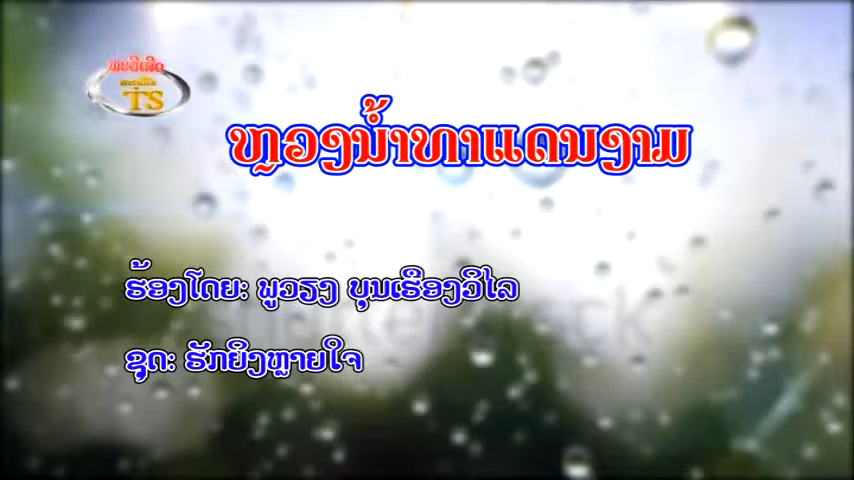 ຫຼວງນ້ຳທາແດນງາມ
ຮ້ອງໂດຍ: ພູວຽງ ບຸນເຮືອງວິໄລ
ຊຸດ: ຮັກຍິງຫຼາຍໃຈ
TS